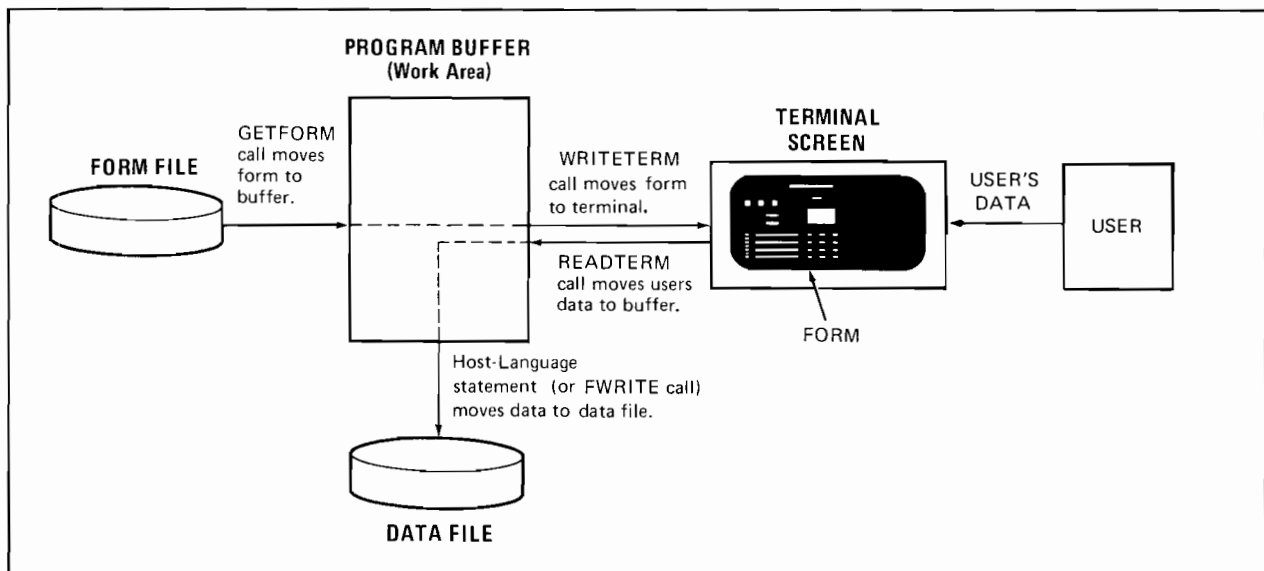 PROGRAM BUFFER
(Work Area)
GETFORM
call moves
form to
buffer.
FORM FILE
WRITETERM
call moves form
to terminal.
READTERM
call moves users
data to buffer.
TERMINAL
SCREEN
FORM
USER'S
DATA
USER
Host-Language
statement (or FWRITE call)
moves data to data file.
DATA FILE